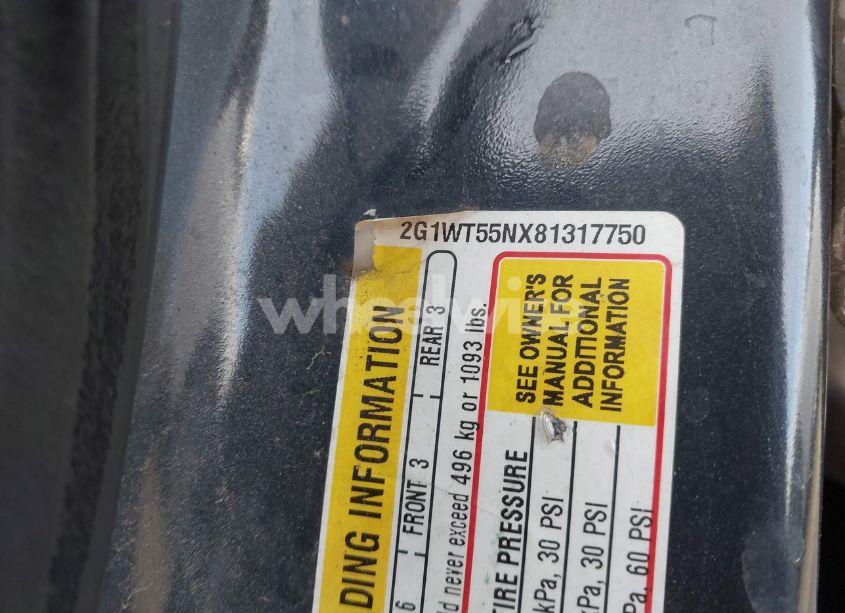 2G1WT55NX81317750
DING INFORMATION
6 FRONT 3 REAR 3
d never exceed 496 kg or 1093 lbs.
TIRE PRESSURE
SEE OWNER'S
MANUAL FOR
ADDITIONAL
INFORMATION
kPa, 30 PSI
kPa, 30 PSI
Pa, 60 PSI